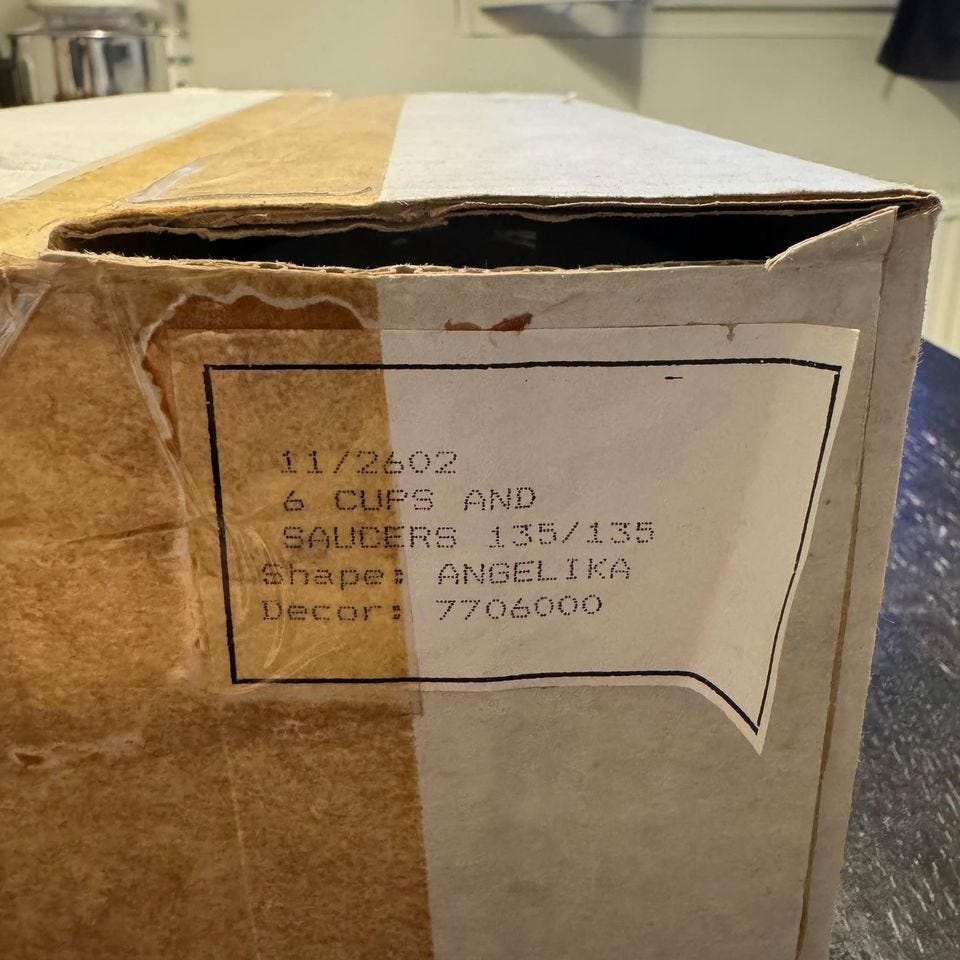 11/2602
6 CUPS AND
SAUCERS 135/135
Shape: ANGELIKA
Decor: 7706000